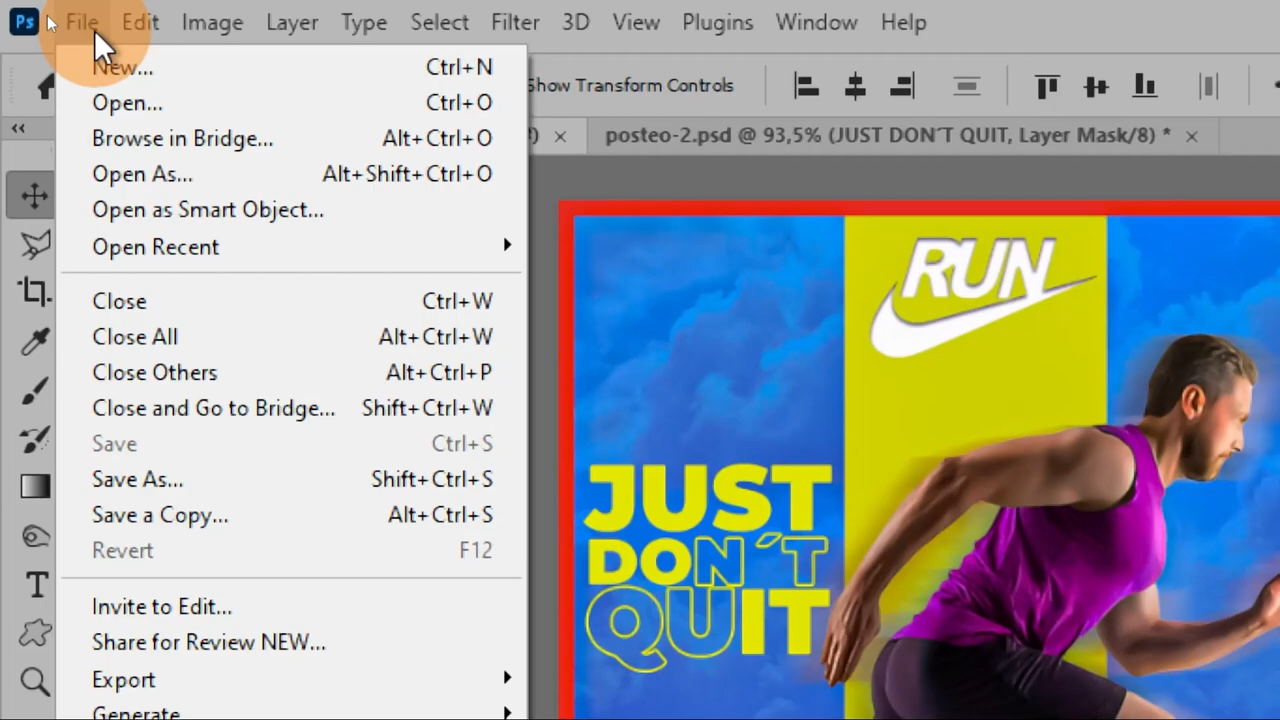 Ps File Edit Image Layer Type Select Filter 3D View Plugins Window Help
New... Ctrl+N
Show Transform Controls
Open... Ctrl+O
Browse in Bridge... Alt+Ctrl+O
posteo-2.psd @ 93,5% (JUST DON´T QUIT, Layer Mask/8) *
Open As... Alt+Shift+Ctrl+O
Open as Smart Object...
Open Recent
Close Ctrl+W
Close All Alt+Ctrl+W
Close Others Alt+Ctrl+P
Close and Go to Bridge... Shift+Ctrl+W
Save Ctrl+S
Save As... Shift+Ctrl+S
Save a Copy... Alt+Ctrl+S
Revert F12
Invite to Edit...
Share for Review NEW...
Export
Generate
RUN
JUST
DON´T
QUIT